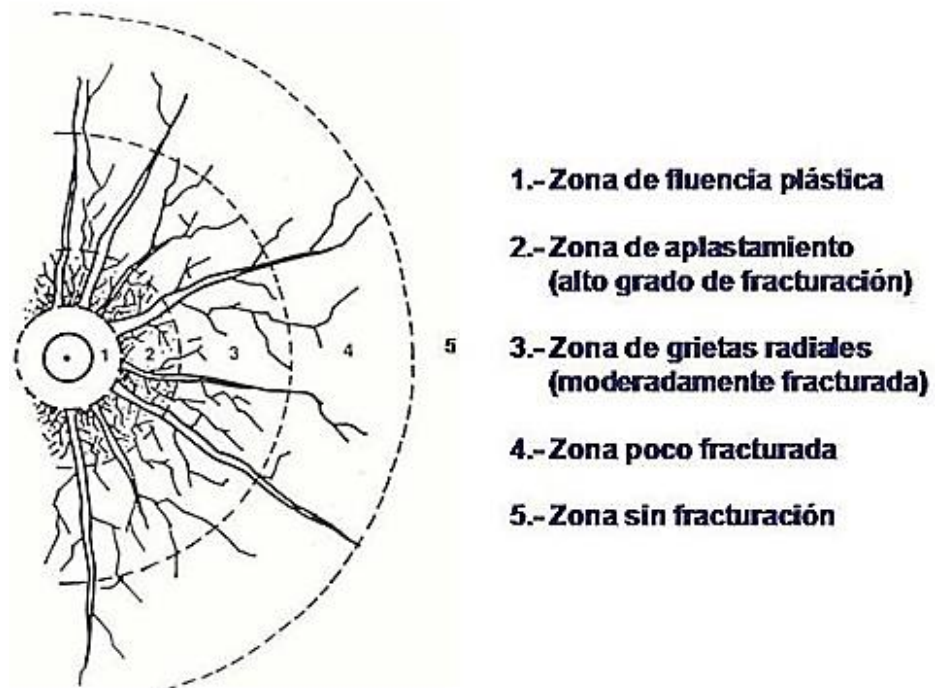 1
2
3
4
5
1.- Zona de fluencia plástica
2.- Zona de aplastamiento
(alto grado de fracturación)
3.- Zona de grietas radiales
(moderadamente fracturada)
4.- Zona poco fracturada
5.- Zona sin fracturación